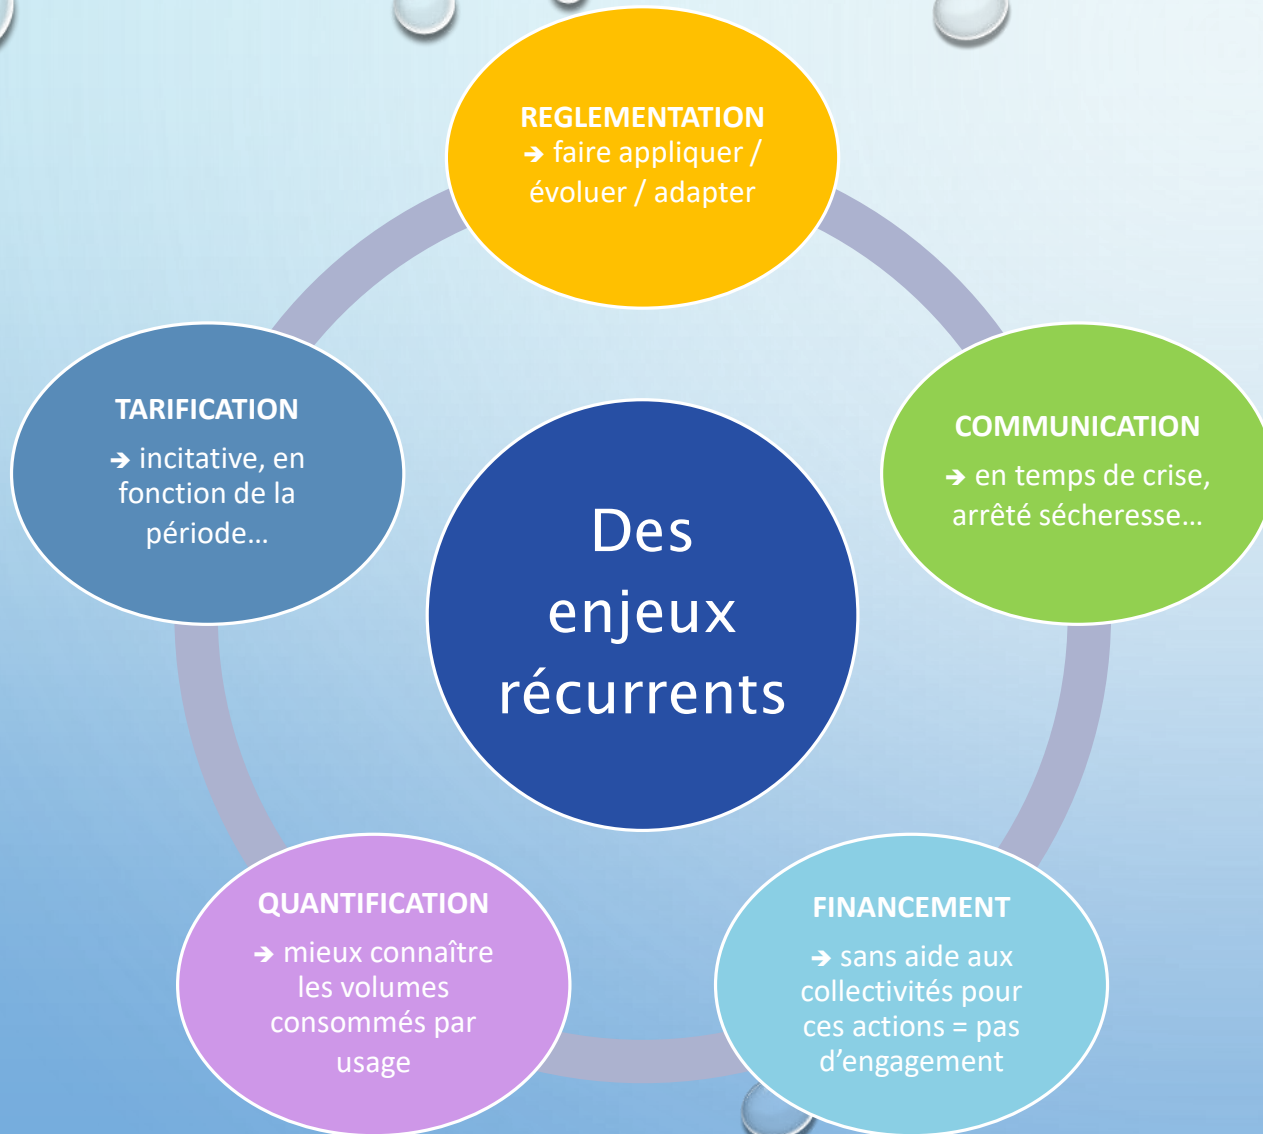 REGLEMENTATION
➔ faire appliquer /
évoluer / adapter
COMMUNICATION
➔ en temps de crise,
arrêté sécheresse…
FINANCEMENT
➔ sans aide aux
collectivités pour
ces actions = pas
d’engagement
QUANTIFICATION
➔ mieux connaître
les volumes
consommés par
usage
TARIFICATION
➔ incitative, en
fonction de la
période…
Des
enjeux
récurrents